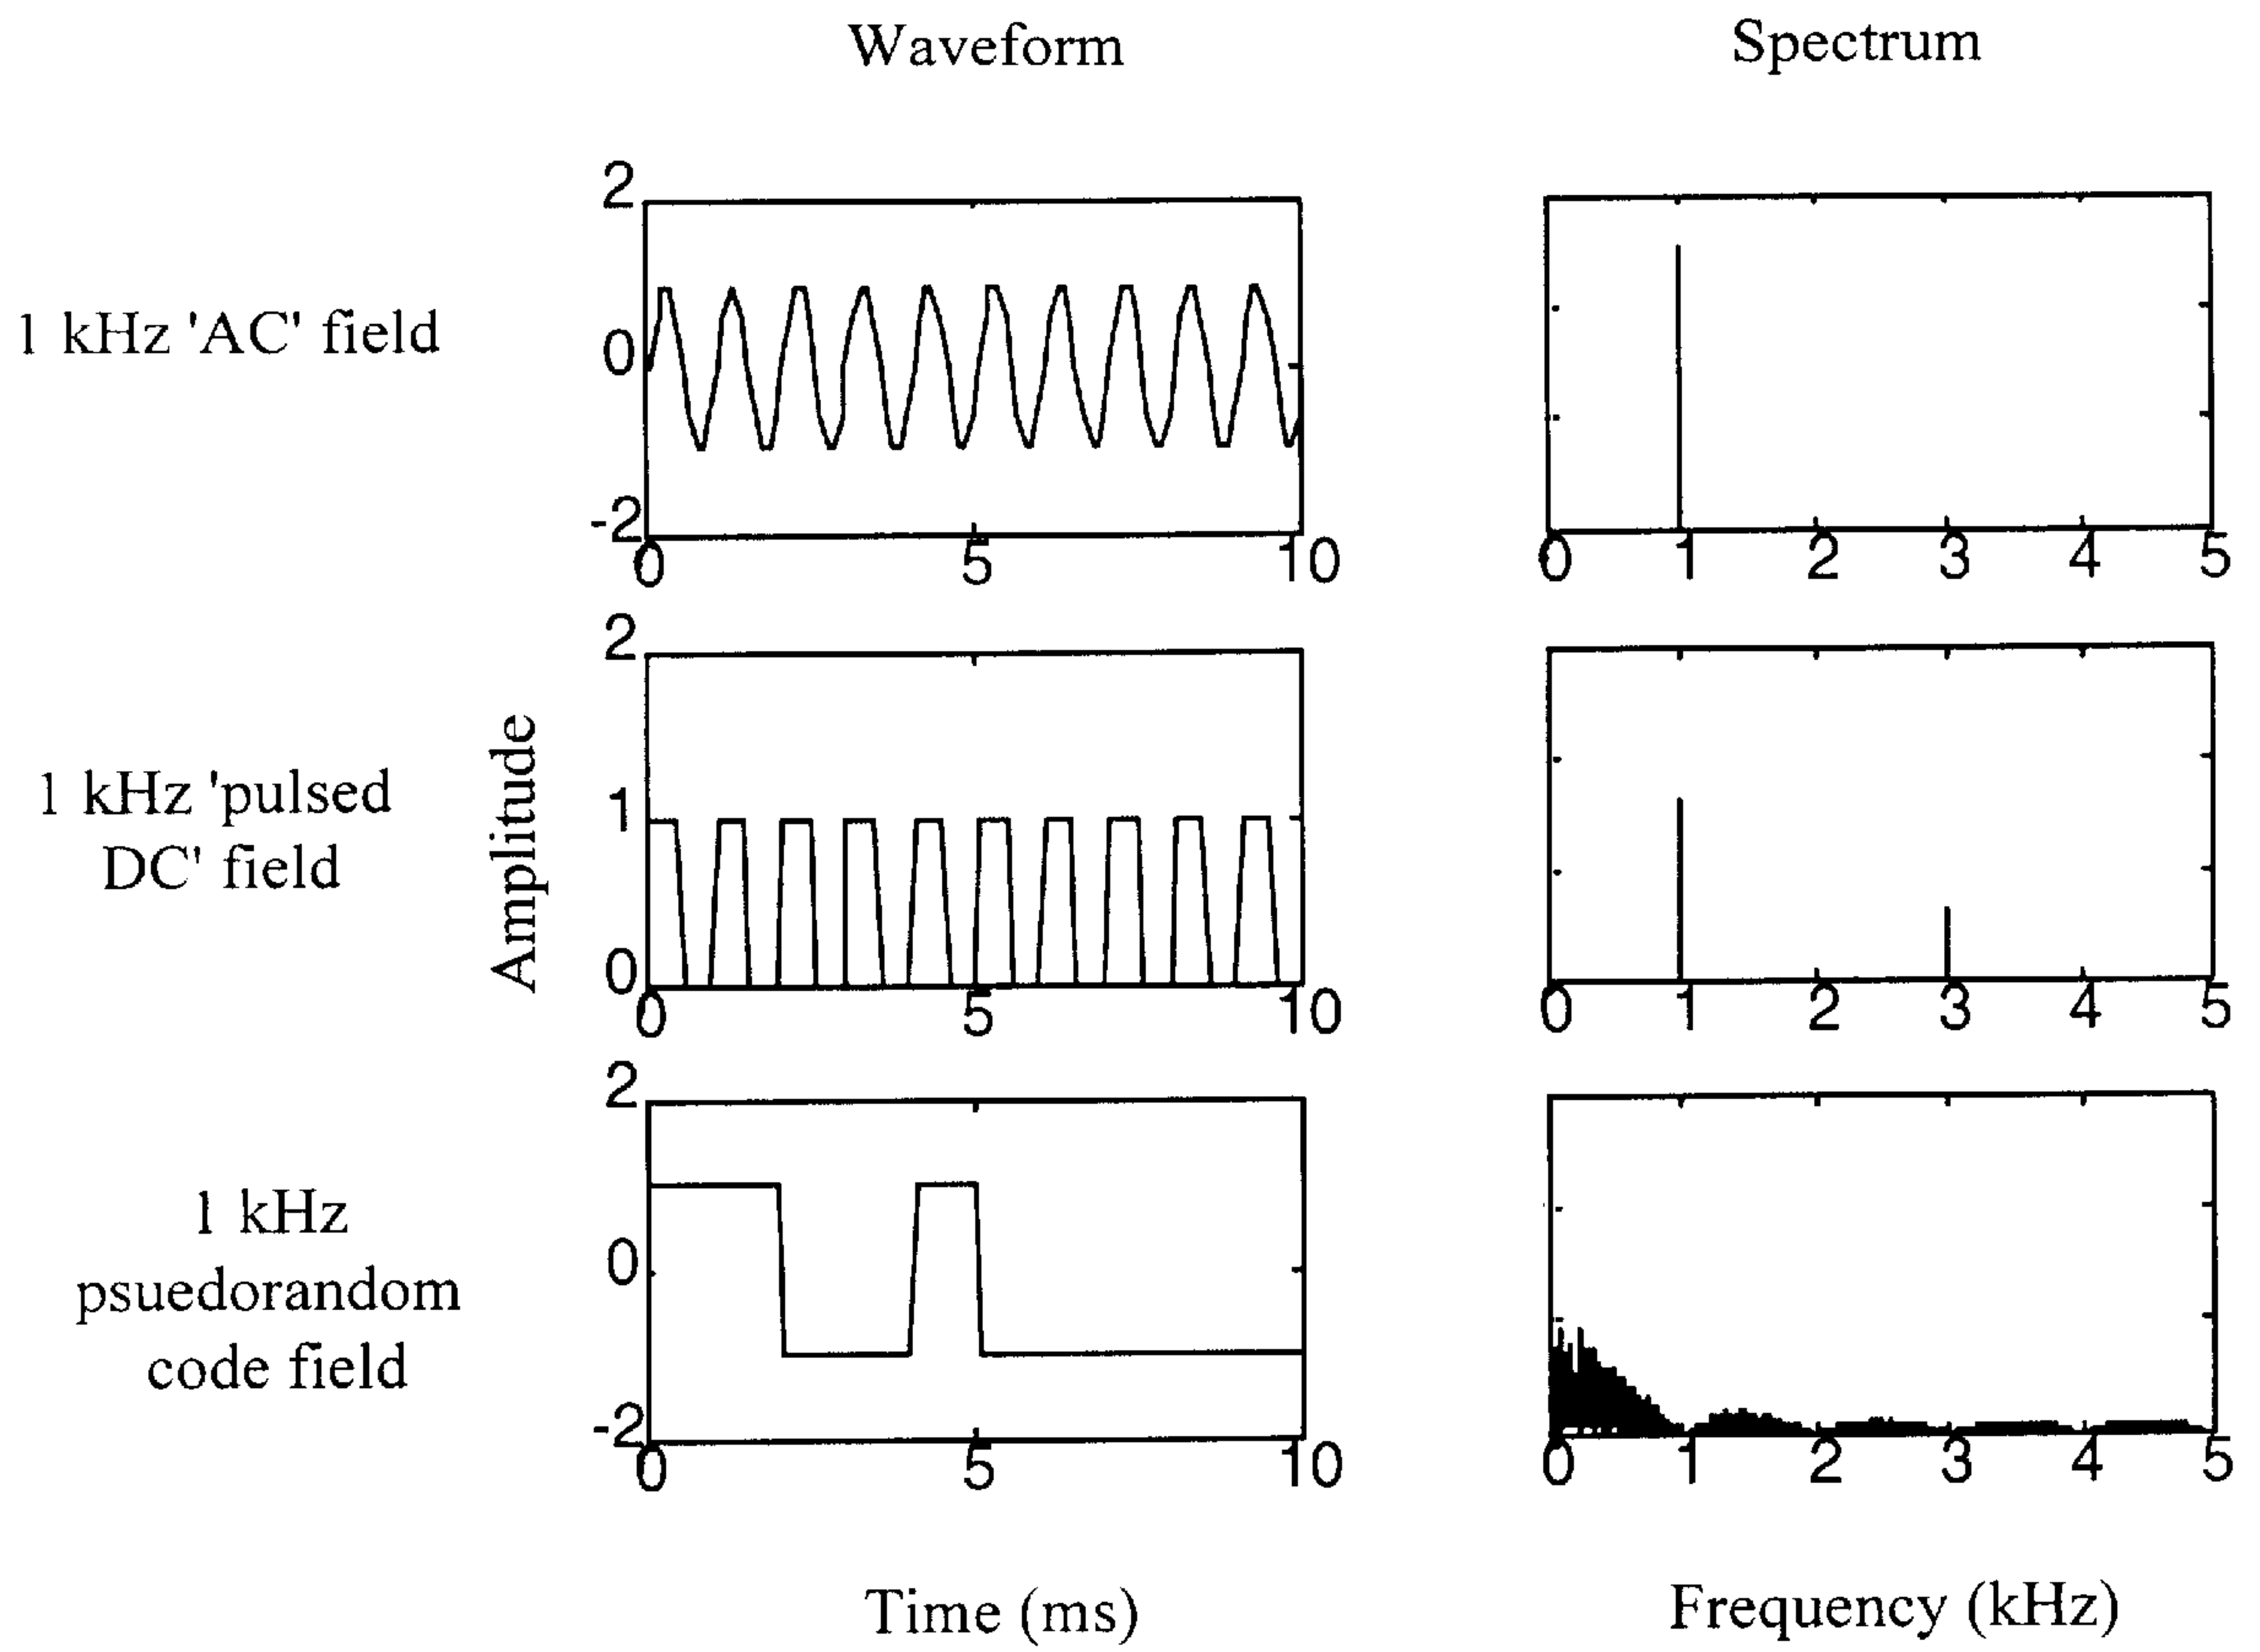 Waveform Spectrum
1 kHz 'AC' field
2
0
-2
0 5 10
0 1 2 3 4 5
1 kHz 'pulsed
DC' field
Amplitude
2
1
0
0 5 10
0 1 2 3 4 5
1 kHz
psuedorandom
code field
2
0
-2
0 5 10
0 1 2 3 4 5
Time (ms) Frequency (kHz)